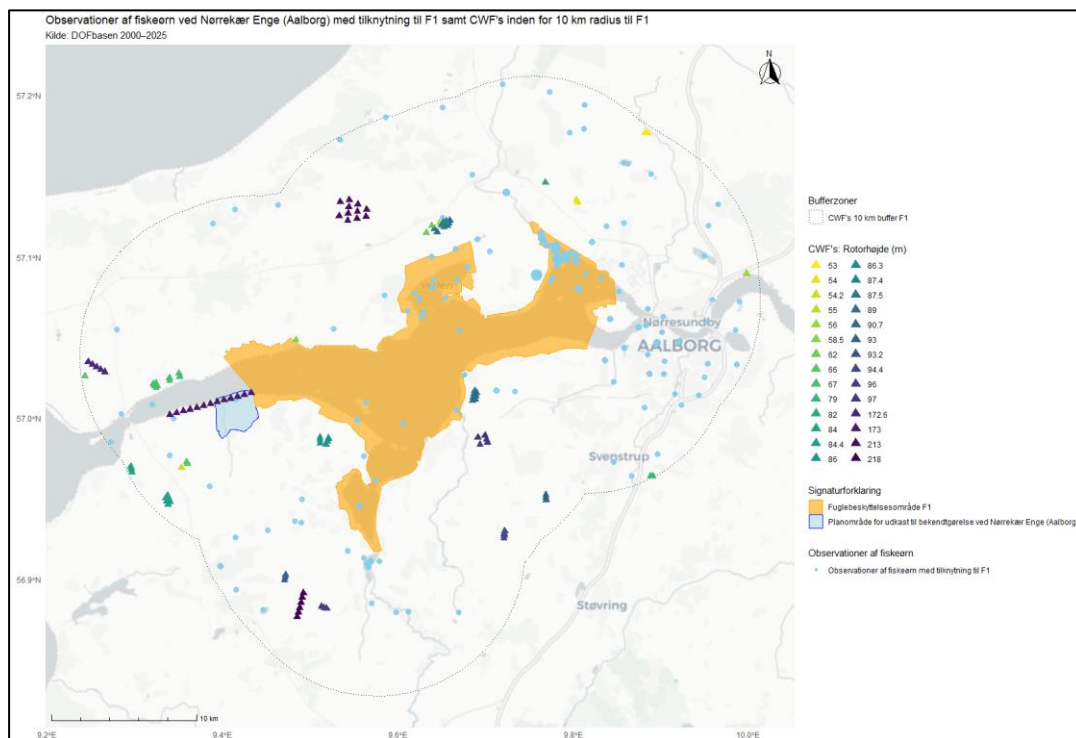 Observationer af fiskeørn ved Nørrekær Enge (Aalborg) med tilknytning til F1 samt CWF's inden for 10 km radius til F1
Kilde: DOFbasen 2000–2025
N
57.2°N
57.1°N
57.0°N
56.9°N
9.2°E
9.4°E
9.6°E
9.8°E
10.0°E
10 km
Nørresundby
AALBORG
Svenstrup
Støvring
Bufferzoner
CWF's 10 km buffer F1
CWF's: Rotorhøjde (m)
53 86.3
54 87.4
54.2 87.5
55 89
56 90.7
58.5 93
62 93.2
66 94.4
67 96
79 97
82 172.6
84 173
84.4 213
86 218
Signaturforklaring
Fuglebeskyttelsesområde F1
Planområde for udkast til bekendtgørelse ved Nørrekær Enge (Aalborg)
Observationer af fiskeørn
Observationer af fiskeørn med tilknytning til F1